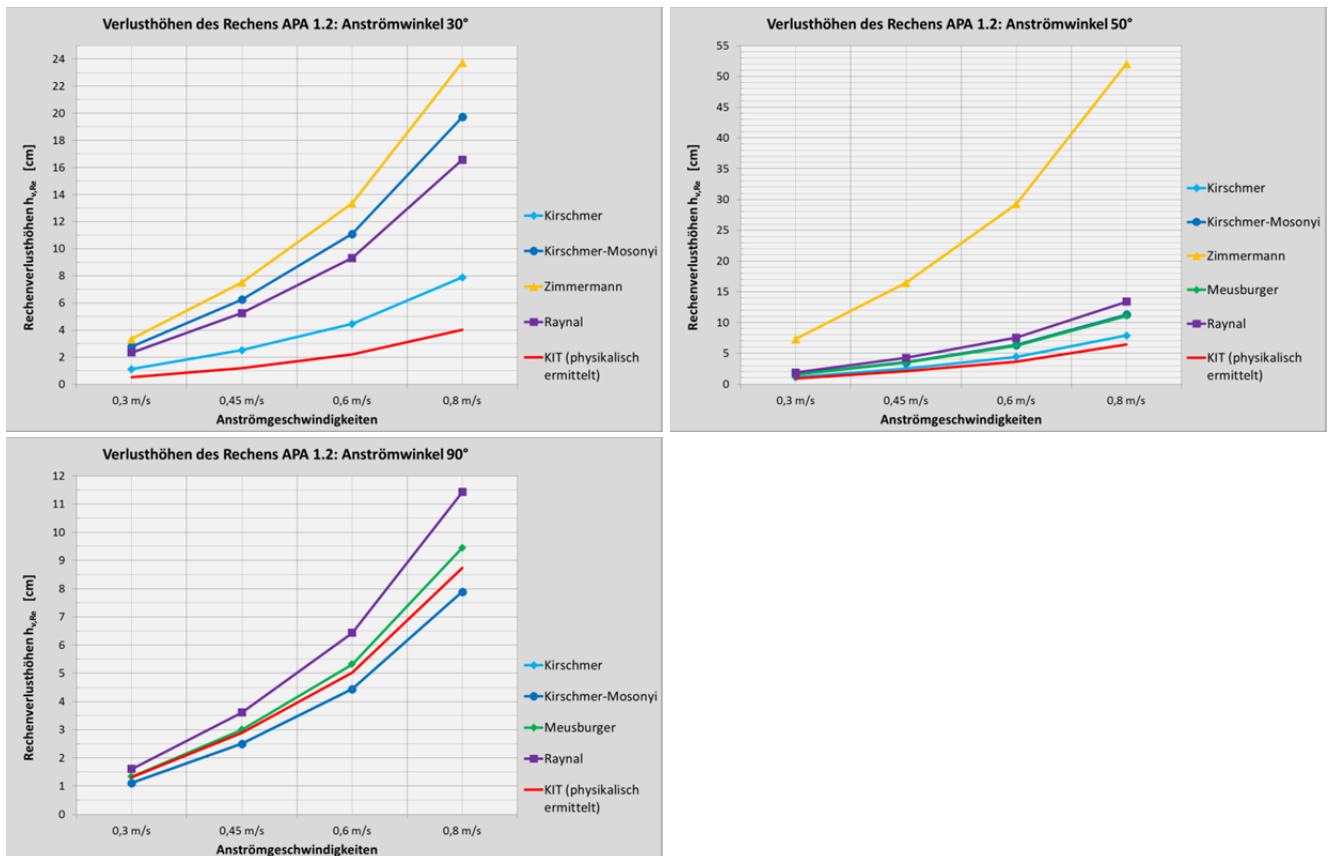 Verlusthöhen des Rechens APA 1.2: Anströmwinkel 30°
Rechenverlusthöhen h_v,Re [cm]
24
22
20
18
16
14
12
10
8
6
4
2
0
0,3 m/s 0,45 m/s 0,6 m/s 0,8 m/s
Anströmgeschwindigkeiten
Kirschmer
Kirschmer-Mosonyi
Zimmermann
Raynal
KIT (physikalisch
ermittelt)
Verlusthöhen des Rechens APA 1.2: Anströmwinkel 50°
Rechenverlusthöhen h_v,Re [cm]
55
50
45
40
35
30
25
20
15
10
5
0
0,3 m/s 0,45 m/s 0,6 m/s 0,8 m/s
Anströmgeschwindigkeiten
Kirschmer
Kirschmer-Mosonyi
Zimmermann
Meusburger
Raynal
KIT (physikalisch
ermittelt)
Verlusthöhen des Rechens APA 1.2: Anströmwinkel 90°
Rechenverlusthöhen h_v,Re [cm]
12
11
10
9
8
7
6
5
4
3
2
1
0
0,3 m/s 0,45 m/s 0,6 m/s 0,8 m/s
Anströmgeschwindigkeiten
Kirschmer
Kirschmer-Mosonyi
Meusburger
Raynal
KIT (physikalisch
ermittelt)